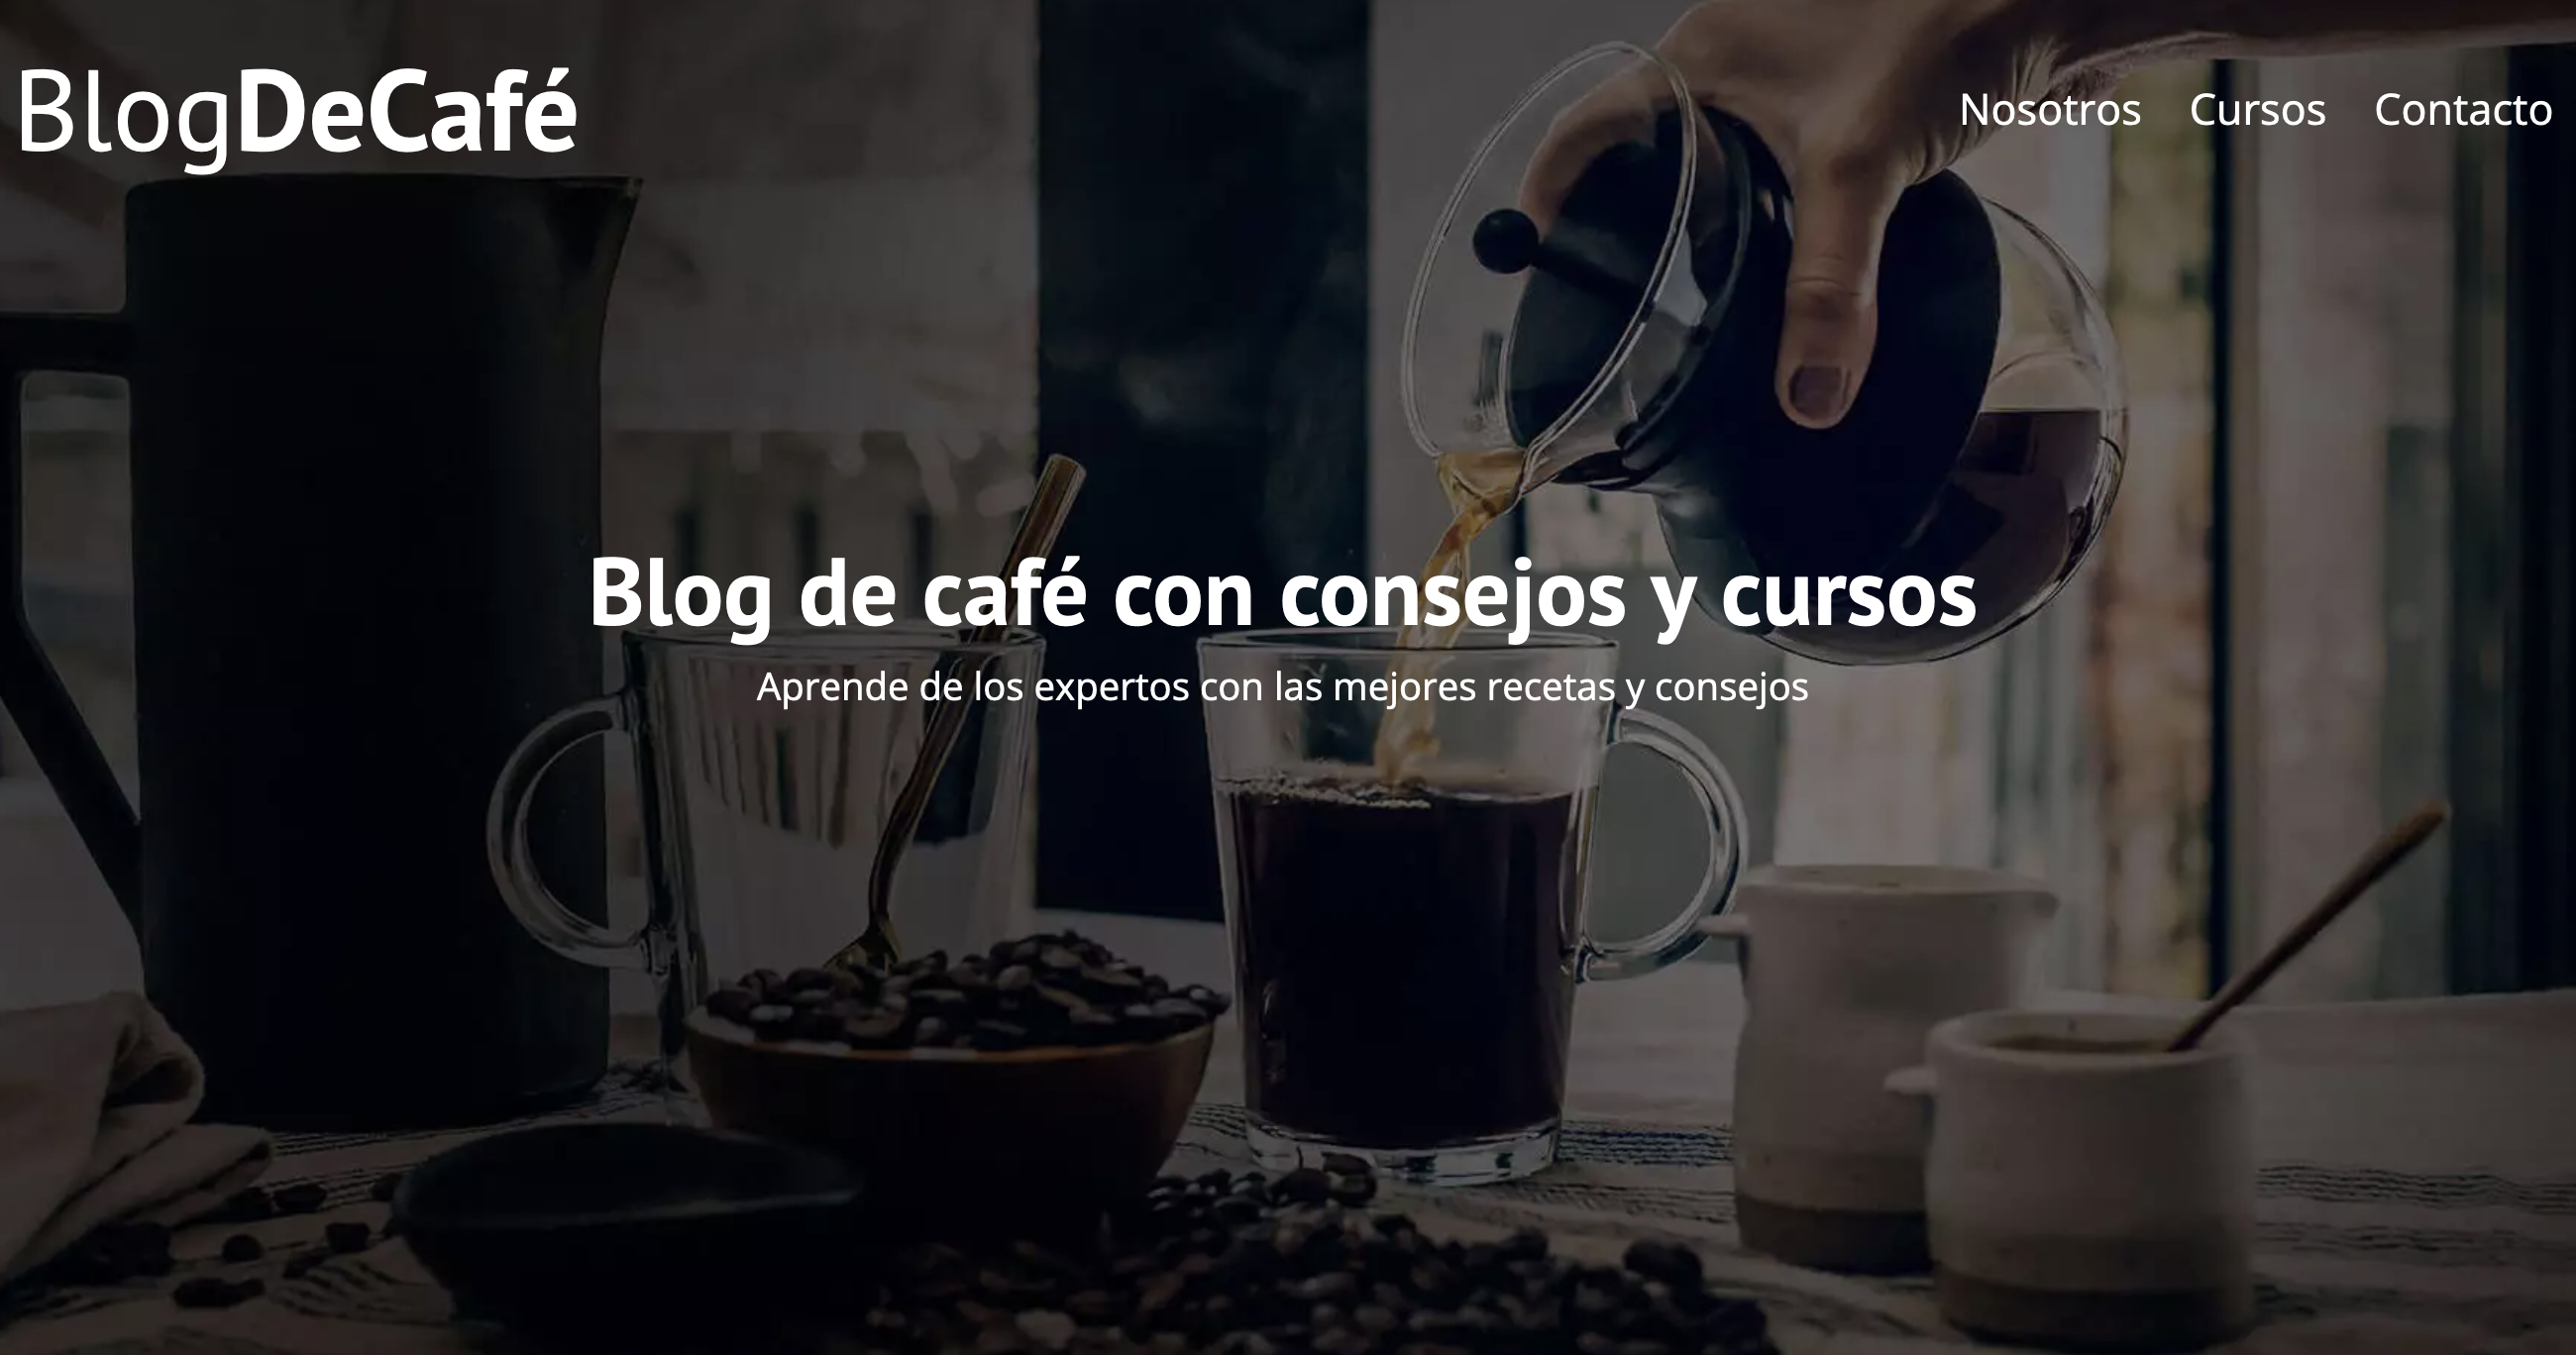 BlogDeCafé
Nosotros Cursos Contacto
Blog de café con consejos y cursos
Aprende de los expertos con las mejores recetas y consejos